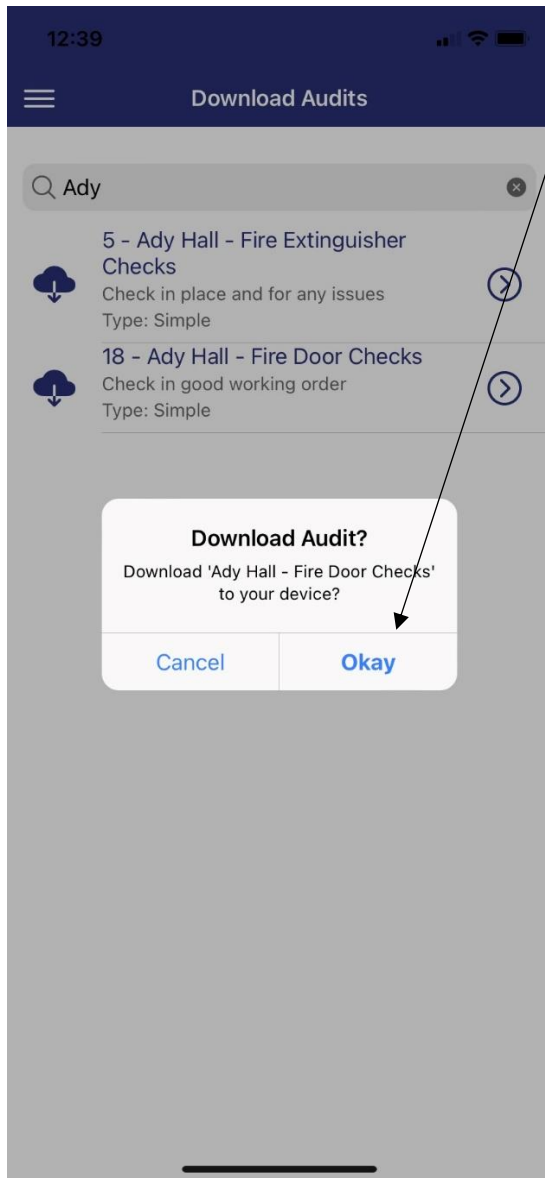 12:39
Download Audits
Ady
5 - Ady Hall - Fire Extinguisher
Checks
Check in place and for any issues
Type: Simple
18 - Ady Hall - Fire Door Checks
Check in good working order
Type: Simple
Download Audit?
Download 'Ady Hall - Fire Door Checks'
to your device?
Cancel
Okay